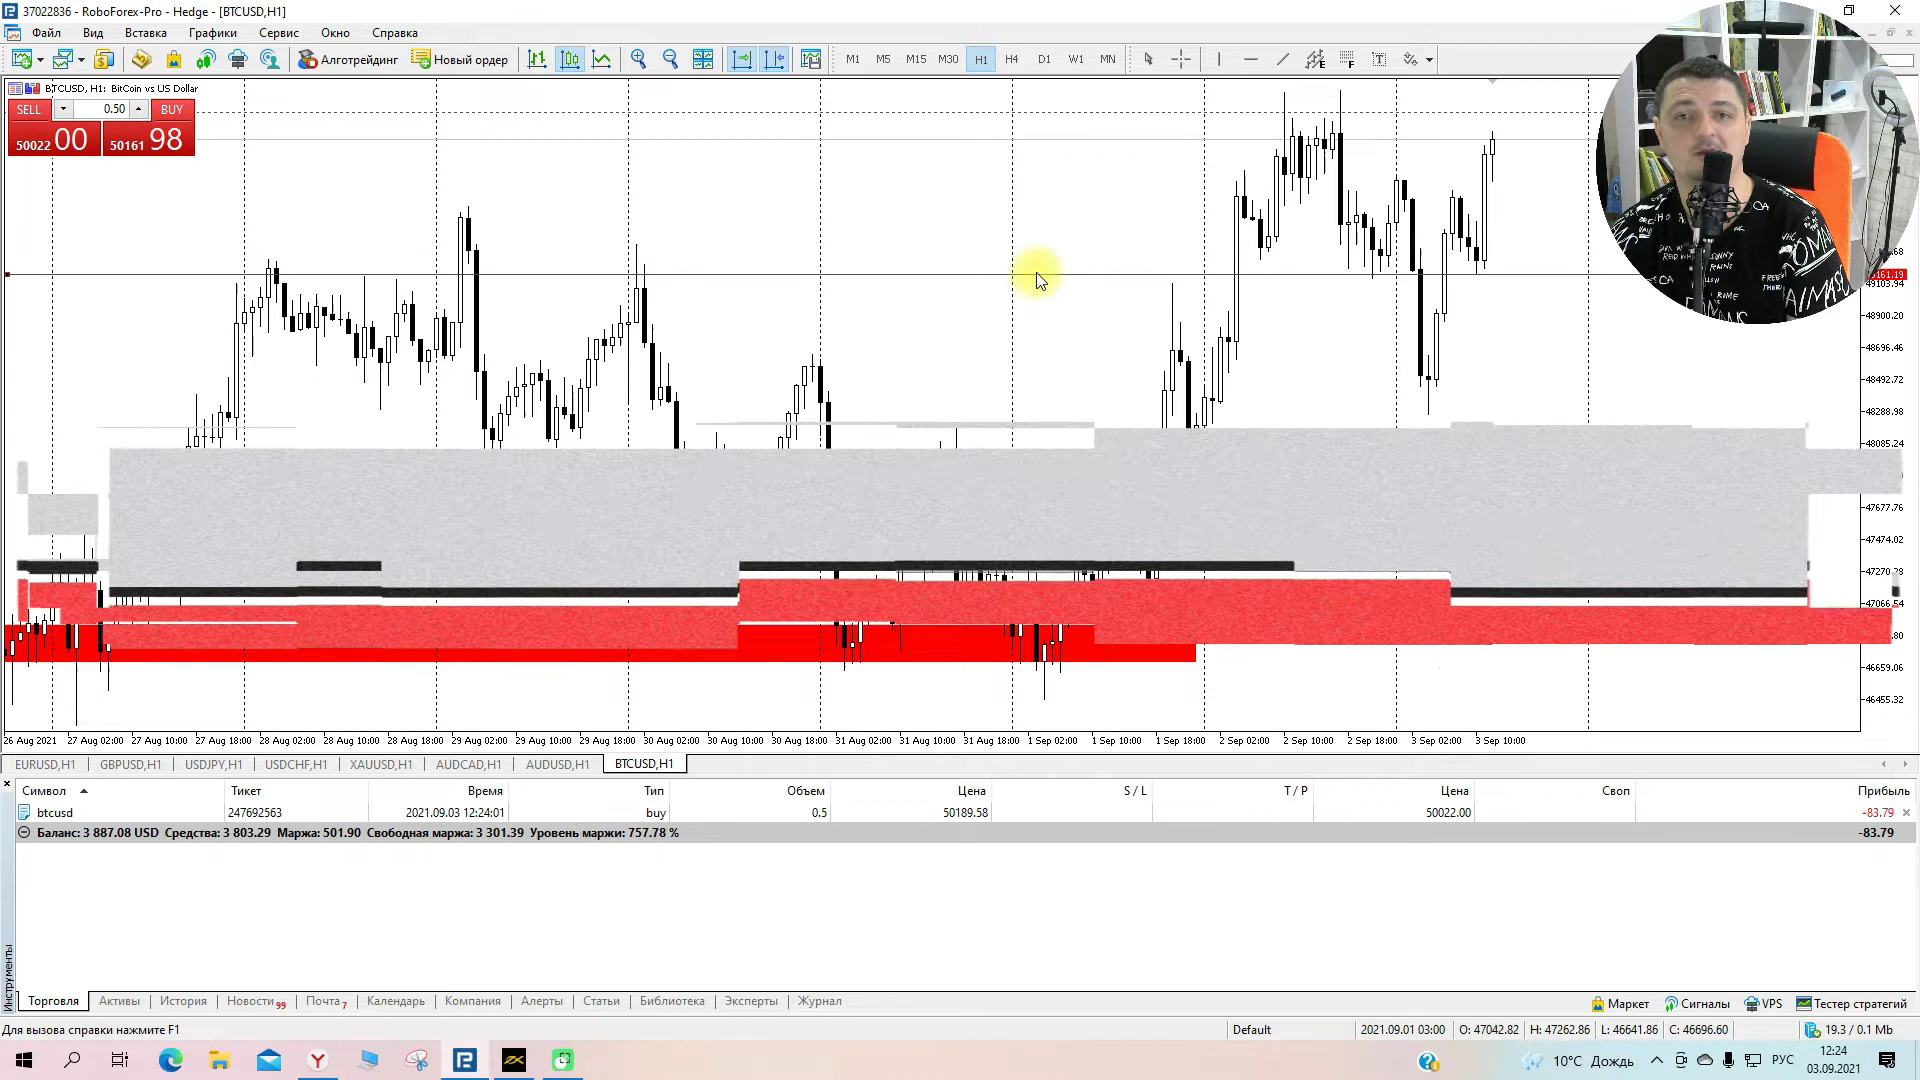 37022836 - RoboForex-Pro - Hedge - [BTCUSD,H1]
Файл Вид Вставка Графики Сервис Окно Справка
Алготрейдинг Новый ордер M1 M5 M15 M30 H1 H4 D1 W1 MN
BTCUSD, H1: BitCoin vs US Dollar
SELL 0.50 BUY
50022 00 50161 98
49103.94
48900.20
48696.46
48492.72
48288.98
48085.24
47677.76
47474.02
47066.54
46659.06
46455.32
26 Aug 2021 27 Aug 02:00 27 Aug 10:00 27 Aug 18:00 28 Aug 02:00 28 Aug 10:00 28 Aug 18:00 29 Aug 02:00 29 Aug 10:00 29 Aug 18:00 30 Aug 02:00 30 Aug 10:00 30 Aug 18:00 31 Aug 02:00 31 Aug 10:00 31 Aug 18:00 1 Sep 02:00 1 Sep 10:00 1 Sep 18:00 2 Sep 02:00 2 Sep 10:00 2 Sep 18:00 3 Sep 02:00 3 Sep 10:00
EURUSD,H1 GBPUSD,H1 USDJPY,H1 USDCHF,H1 XAUUSD,H1 AUDCAD,H1 AUDUSD,H1 BTCUSD,H1
Символ Тикет Время Тип Объем Цена S / L T / P Цена Своп Прибыль
btcusd 247692563 2021.09.03 12:24:01 buy 0.5 50189.58 50022.00 -83.79
Баланс: 3 887.08 USD Средства: 3 803.29 Маржа: 501.90 Свободная маржа: 3 301.39 Уровень маржи: 757.78 % -83.79
Инструменты
Торговля Активы История Новости 99 Почта 7 Календарь Компания Алерты Статьи Библиотека Эксперты Журнал
Маркет Сигналы VPS Тестер стратегий
Для вызова справки нажмите F1 Default 2021.09.01 03:00 O: 47042.82 H: 47262.86 L: 46641.86 C: 46696.60 19.3 / 0.1 Mb
10°C Дождь РУС 12:24
03.09.2021